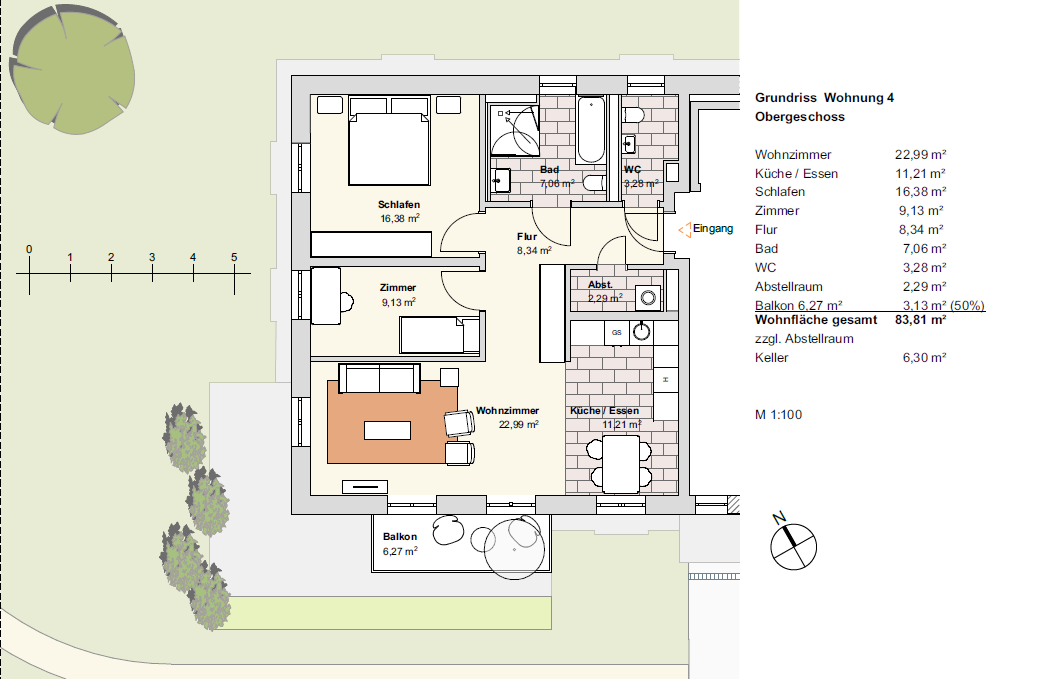 Grundriss Wohnung 4
Obergeschoss
Wohnzimmer 22,99 m²
Küche / Essen 11,21 m²
Schlafen 16,38 m²
Zimmer 9,13 m²
Flur 8,34 m²
Bad 7,06 m²
WC 3,28 m²
Abstellraum 2,29 m²
Balkon 6,27 m² 3,13 m² (50%)
Wohnfläche gesamt 83,81 m²
zzgl. Abstellraum
Keller 6,30 m²
M 1:100
N
0
1 2 3 4 5
Schlafen
16,38 m²
Bad
7,06 m²
WC
3,28 m²
Eingang
Flur
8,34 m²
Zimmer
9,13 m²
Abst.
2,29 m²
GS
H
Wohnzimmer
22,99 m²
Küche / Essen
11,21 m²
Balkon
6,27 m²